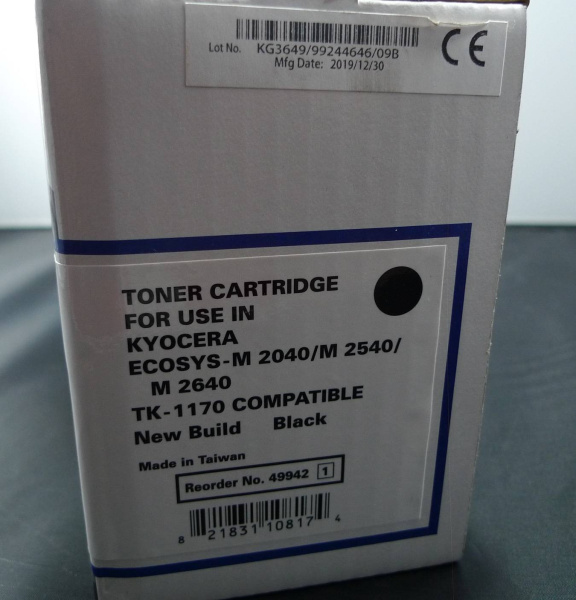 Lot No. KG3649/99244646/09B
Mfg Date: 2019/12/30
CE
TONER CARTRIDGE
FOR USE IN
KYOCERA
ECOSYS-M 2040/M 2540/
M 2640
TK-1170 COMPATIBLE
New Build Black
Made in Taiwan
Reorder No. 49942 1
8 21831 10817 4